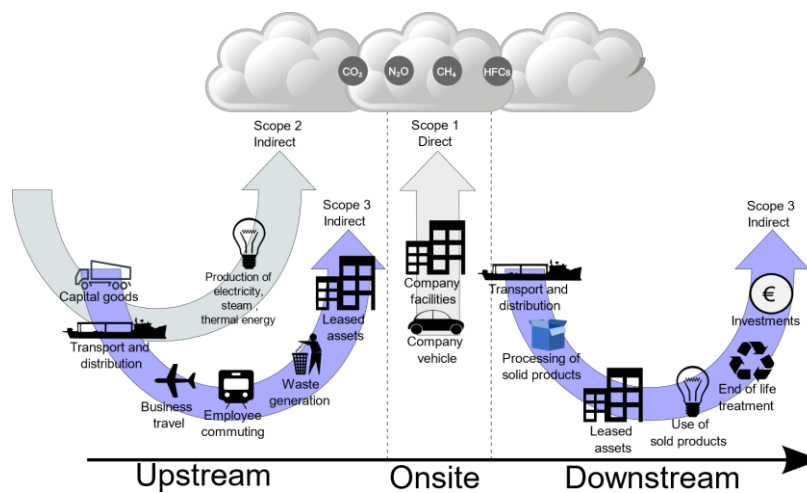 CO₂
N₂O
CH₄
HFCs
Scope 2
Indirect
Scope 1
Direct
Scope 3
Indirect
Scope 3
Indirect
Capital goods
Transport and
distribution
Business
travel
Employee
commuting
Waste
generation
Leased
assets
Production of
electricity,
steam ,
thermal energy
Company
facilities
Company
vehicle
Transport and
distribution
Processing of
solid products
Leased
assets
Use of
sold products
End of life
treatment
€
Investments
Upstream
Onsite
Downstream